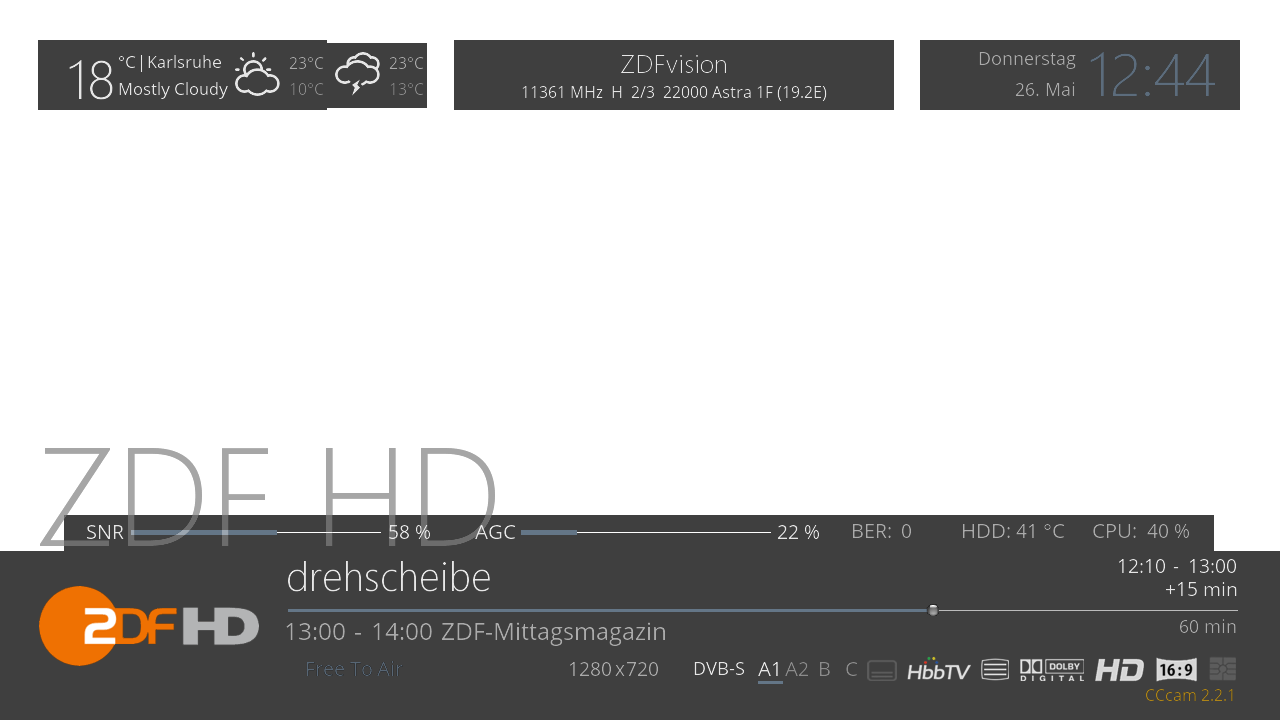 18 °C|Karlsruhe 23°C 23°C
Mostly Cloudy 10°C 13°C
ZDFvision
11361 MHz H 2/3 22000 Astra 1F (19.2E)
Donnerstag
26. Mai
12:44
ZDF HD
SNR 58 % AGC 22 % BER: 0 HDD: 41 °C CPU: 40 %
drehscheibe
12:10 - 13:00
+15 min
2DF HD
13:00 - 14:00 ZDF-Mittagsmagazin
60 min
Free To Air 1280x720 DVB-S A1 A2 B C HbbTV DOLBY DIGITAL HD 16:9
CCcam 2.2.1